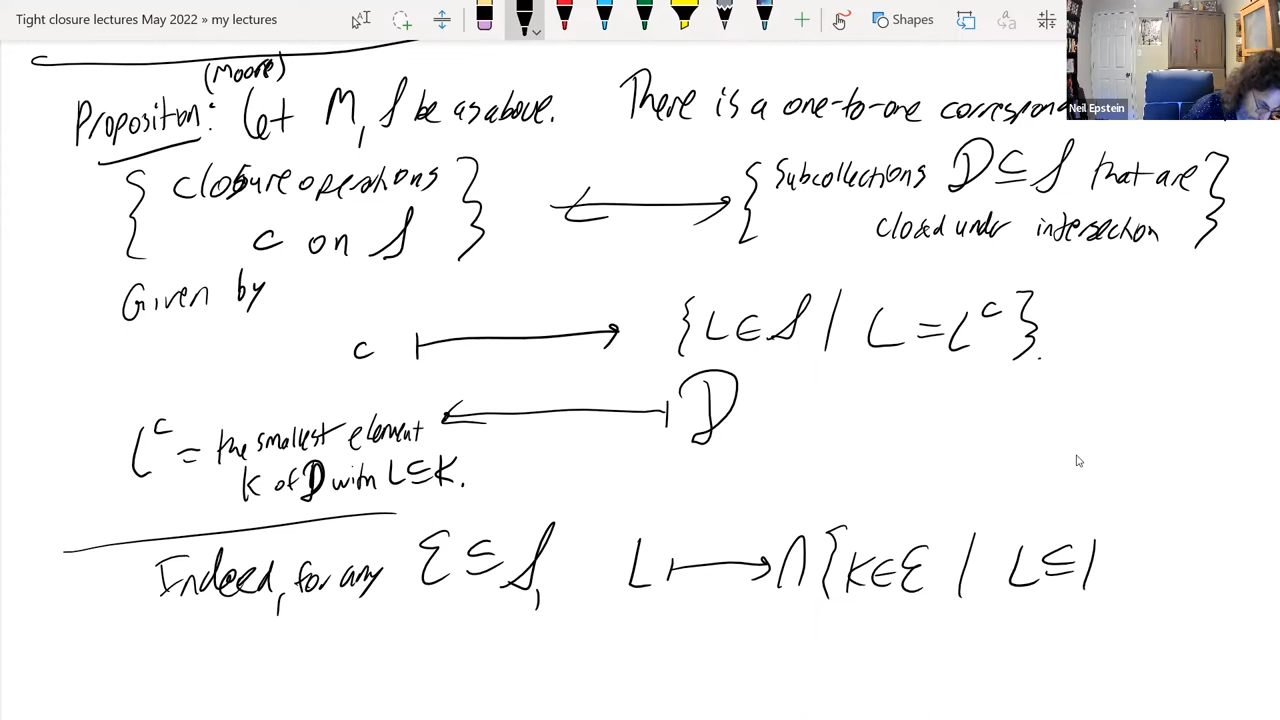 Tight closure lectures May 2022 » my lectures
Shapes
Neil Epstein
(Moore)
Proposition: Let M, S be as above. There is a one-to-one correspon
{ closure operations c on S } ⟷ { Subcollections D ⊆ S that are closed under intersection }
Given by
c ↦ {L ∈ S | L = L^c}.
L^c = the smallest element K of D with L ⊆ K. ↤ D
Indeed, for any Ɛ ⊆ S, L ↦ ∩{K ∈ Ɛ | L ⊆